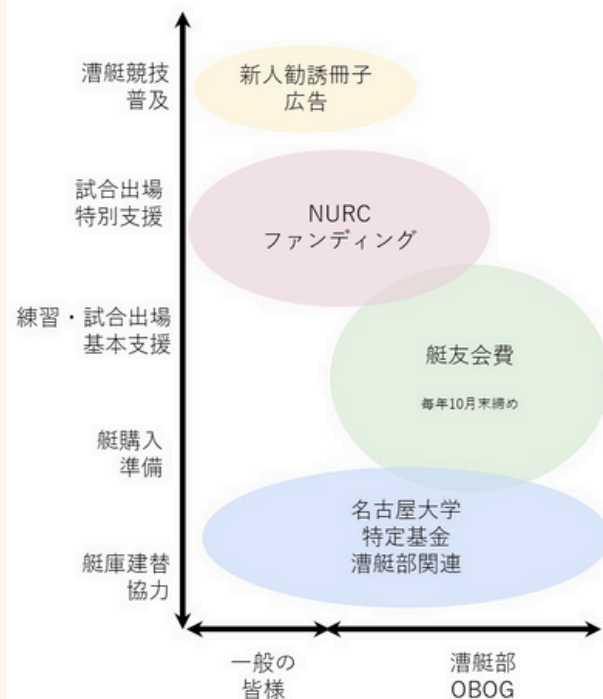 漕艇競技
普及
新人勧誘冊子
広告
試合出場
特別支援
NURC
ファンディング
練習・試合出場
基本支援
艇友会費
毎年10月末締め
艇購入
準備
名古屋大学
特定基金
漕艇部関連
艇庫建替
協力
一般の
皆様
漕艇部
OBOG